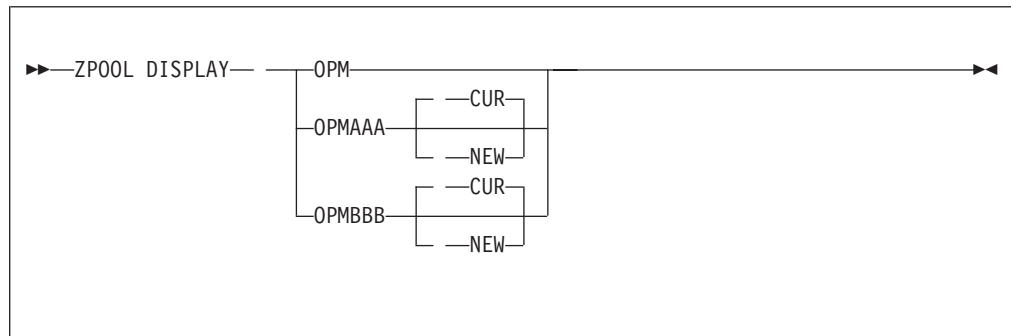 ZPOOL DISPLAY OPM
CUR
OPMAAA
NEW
CUR
OPMBBB
NEW